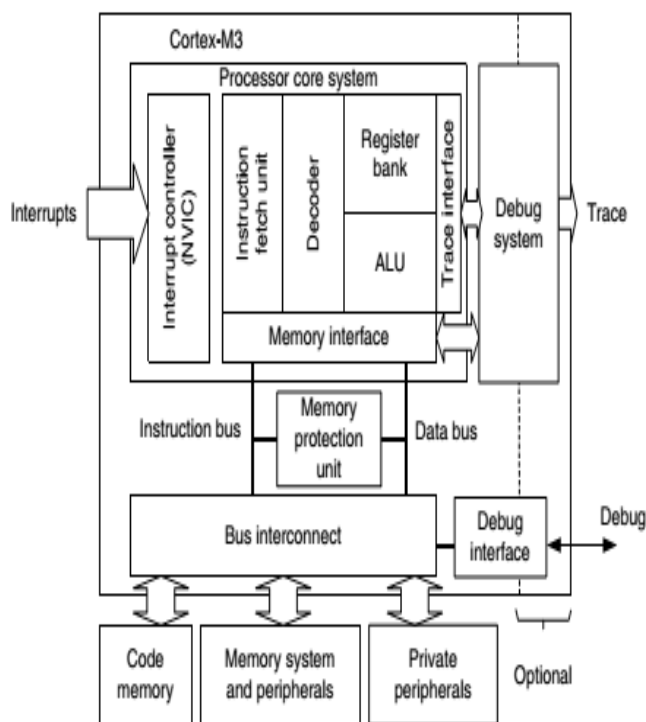 Cortex-M3
Processor core system
Interrupts
Interrupt controller
(NVIC)
Instruction
fetch unit
Decoder
Register
bank
ALU
Trace interface
Debug
system
Trace
Memory interface
Instruction bus
Memory
protection
unit
Data bus
Bus interconnect
Debug
interface
Debug
Code
memory
Memory system
and peripherals
Private
peripherals
Optional